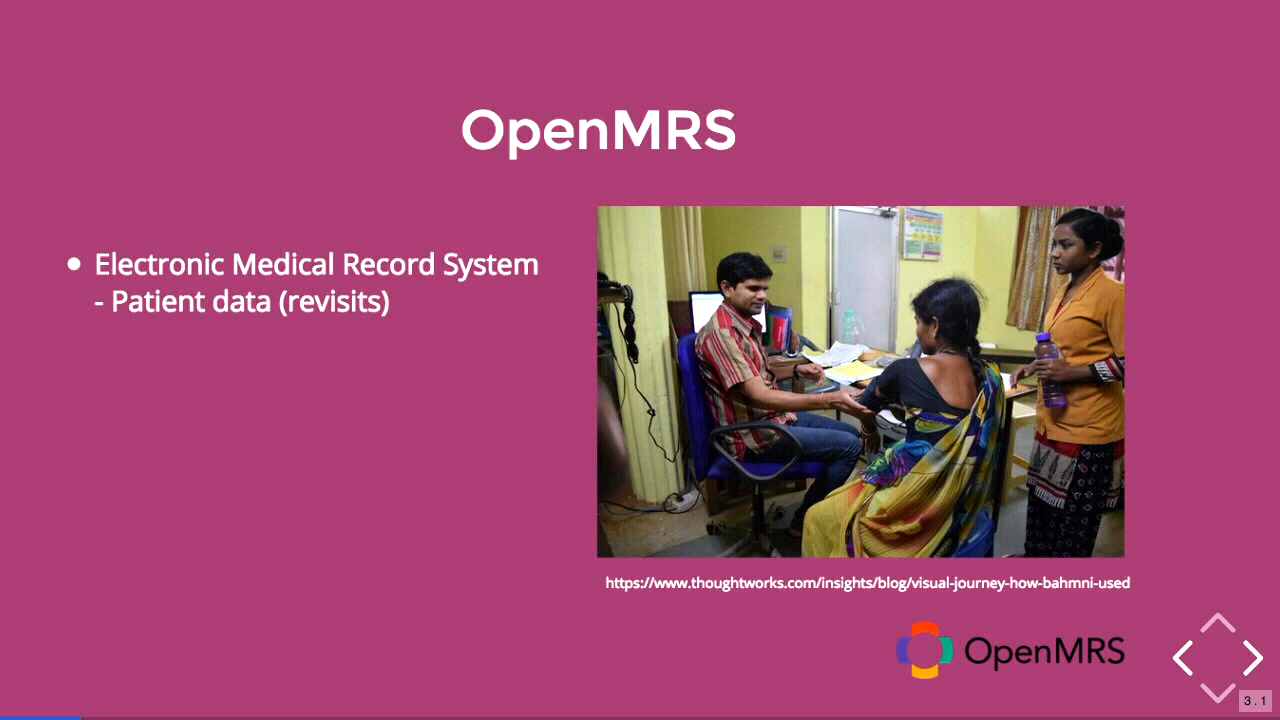 OpenMRS
Electronic Medical Record System
- Patient data (revisits)
https://www.thoughtworks.com/insights/blog/visual-journey-how-bahmni-used
OpenMRS
3.1